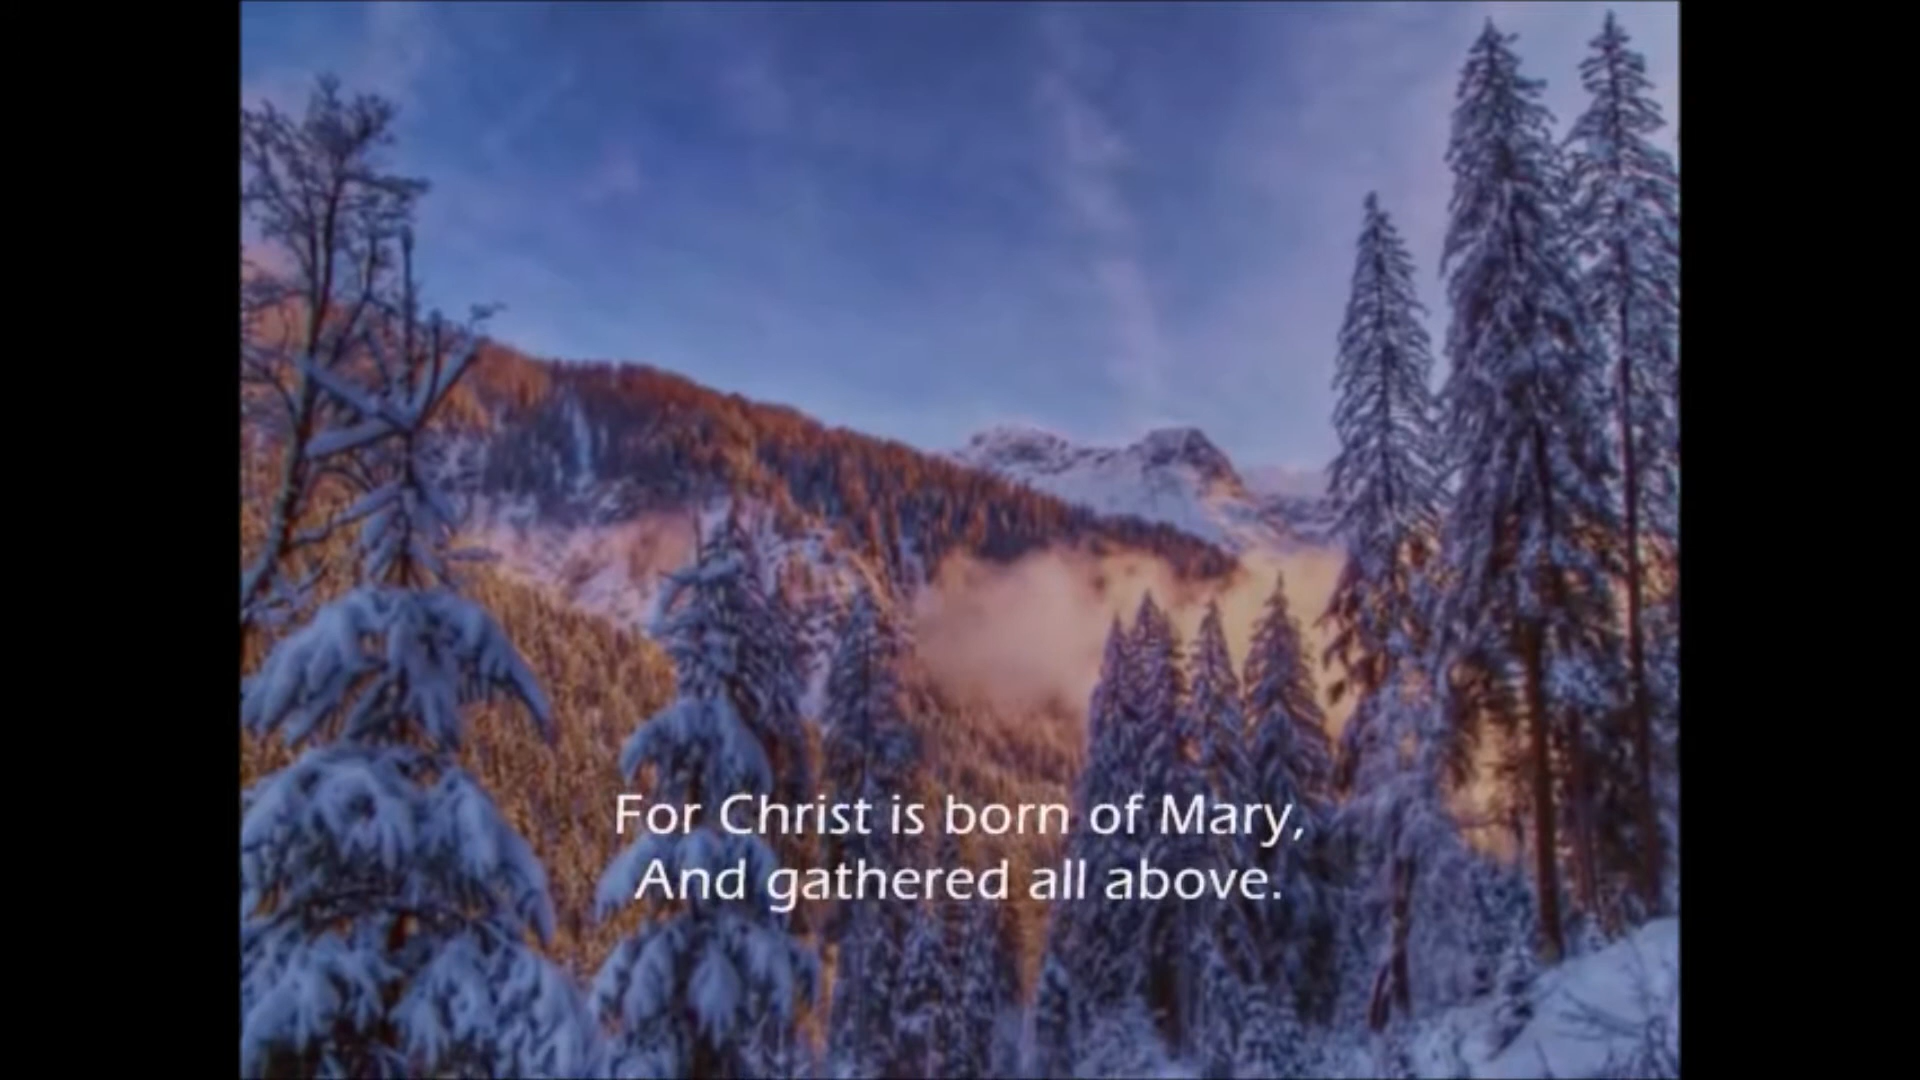 For Christ is born of Mary,
And gathered all above.